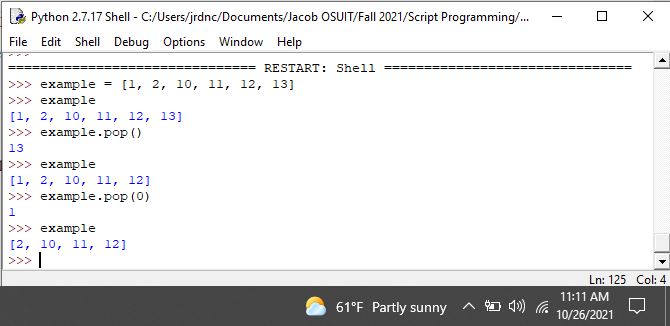 Python 2.7.17 Shell - C:/Users/jrdnc/Documents/Jacob OSUIT/Fall 2021/Script Programming/...
File Edit Shell Debug Options Window Help
>>>
=============================== RESTART: Shell ===============================
>>> example = [1, 2, 10, 11, 12, 13]
>>> example
[1, 2, 10, 11, 12, 13]
>>> example.pop()
13
>>> example
[1, 2, 10, 11, 12]
>>> example.pop(0)
1
>>> example
[2, 10, 11, 12]
>>>
Ln: 125 Col: 4
61°F Partly sunny
11:11 AM
10/26/2021